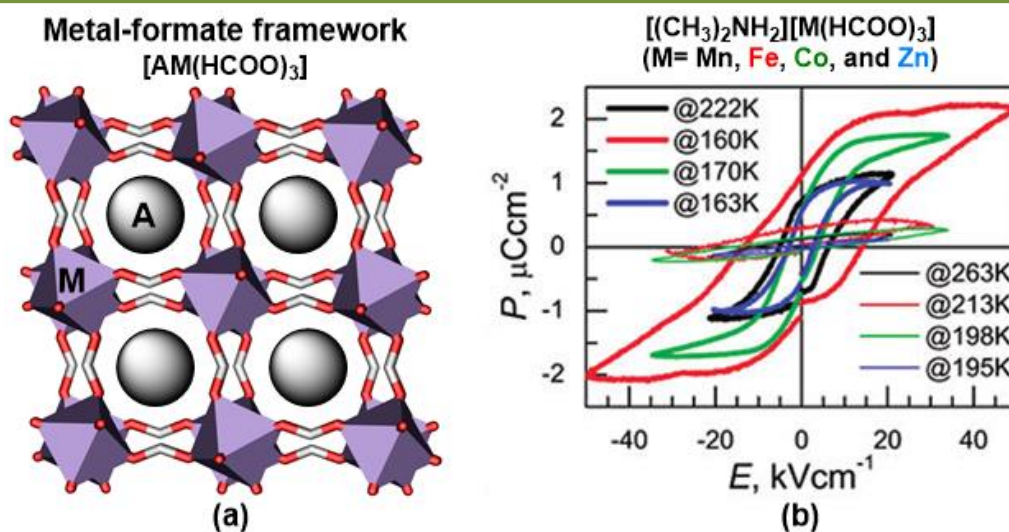 Metal-formate framework
[AM(HCOO)₃]
A
M
(a)
[(CH₃)₂NH₂][M(HCOO)₃]
(M= Mn, Fe, Co, and Zn)
@222K
@160K
@170K
@163K
@263K
@213K
@198K
@195K
P, μCcm⁻²
2
1
0
-1
-2
-40 -20 0 20 40
E, kVcm⁻¹
(b)